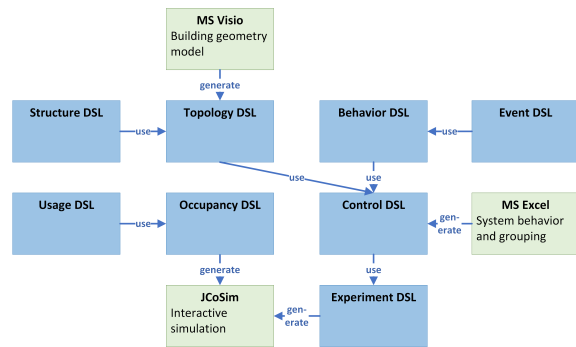 MS Visio
Building geometry
model
generate
Structure DSL
use
Topology DSL
Behavior DSL
use
Event DSL
use
use
Usage DSL
use
Occupancy DSL
Control DSL
gen-
erate
MS Excel
System behavior
and grouping
generate
use
JCoSim
Interactive
simulation
gen-
erate
Experiment DSL